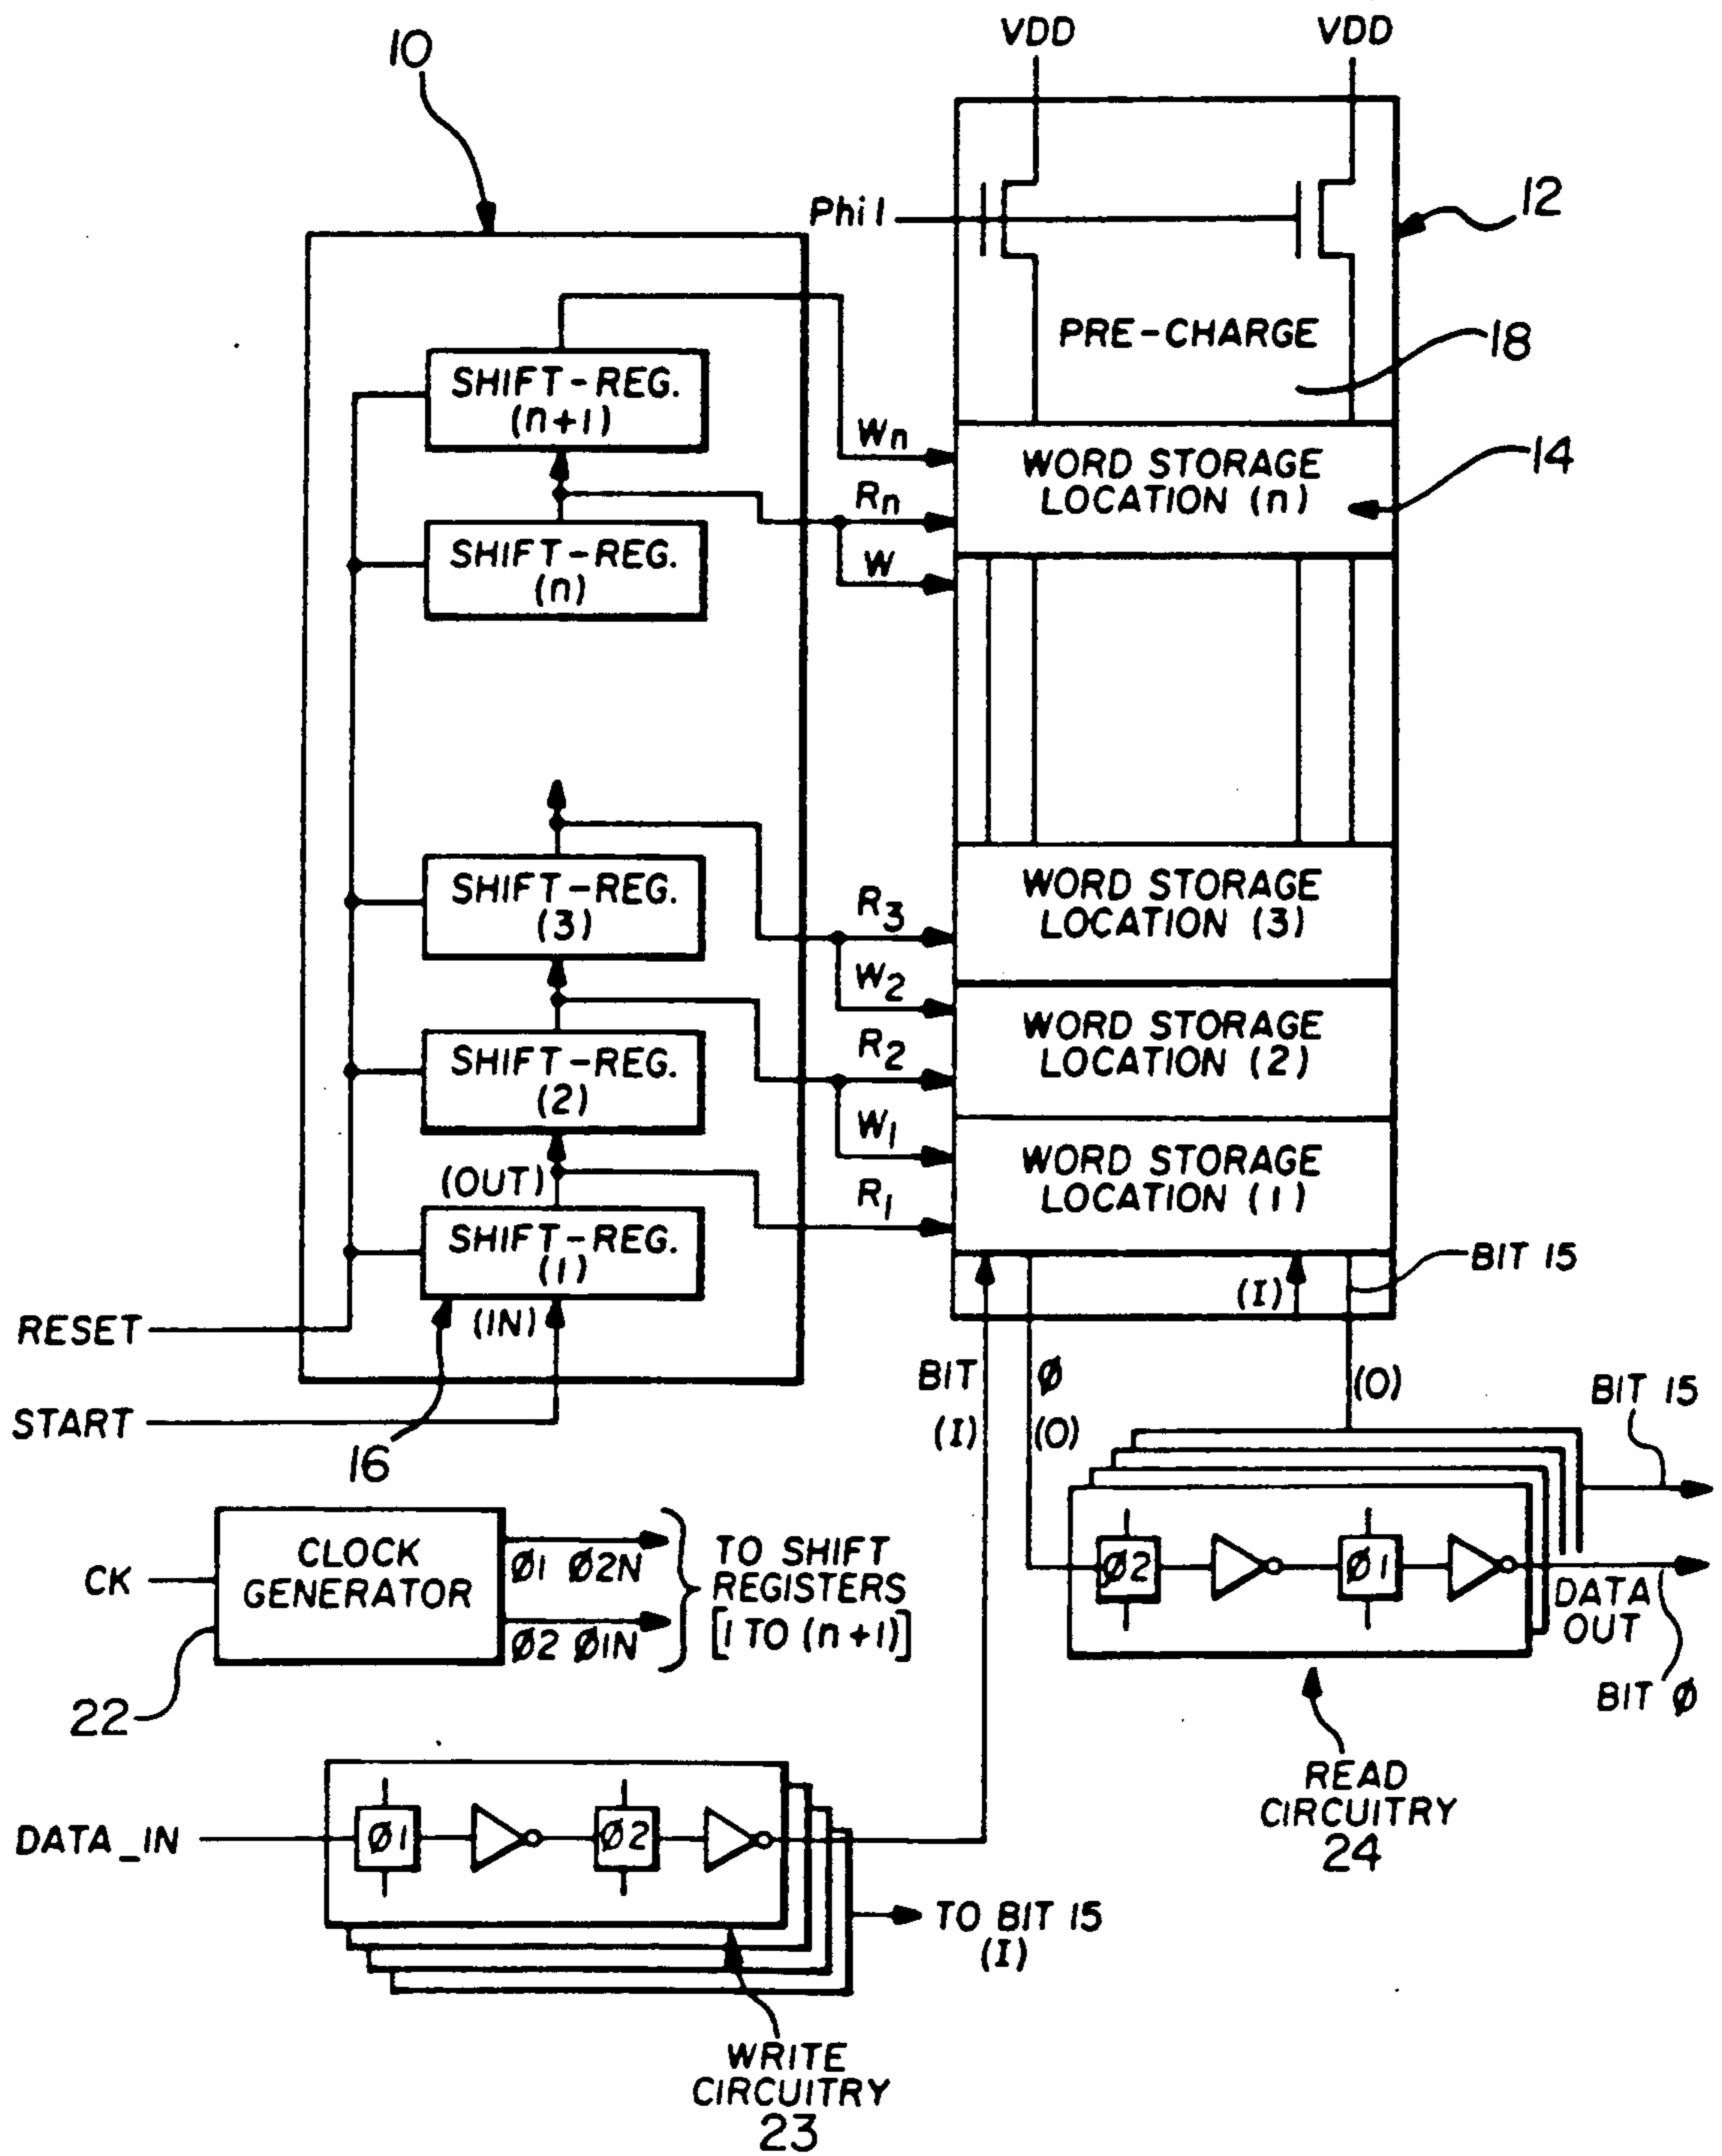 10
VDD
VDD
Phi1
12
PRE-CHARGE
18
SHIFT-REG.
(n+1)
Wn
WORD STORAGE
LOCATION (n)
14
Rn
SHIFT-REG.
(n)
W
SHIFT-REG.
(3)
R3
WORD STORAGE
LOCATION (3)
W2
SHIFT-REG.
(2)
R2
WORD STORAGE
LOCATION (2)
W1
(OUT)
WORD STORAGE
LOCATION (1)
R1
SHIFT-REG.
(1)
BIT 15
(I)
RESET
(IN)
START
16
BIT Ø
(I)
(O)
(O)
BIT 15
CK
CLOCK
GENERATOR
Ø1 Ø2N
Ø2 Ø1N
TO SHIFT
REGISTERS
[1 TO (n+1)]
22
Ø2
Ø1
DATA
OUT
BIT Ø
READ
CIRCUITRY
24
DATA_IN
Ø1
Ø2
TO BIT 15
(I)
WRITE
CIRCUITRY
23